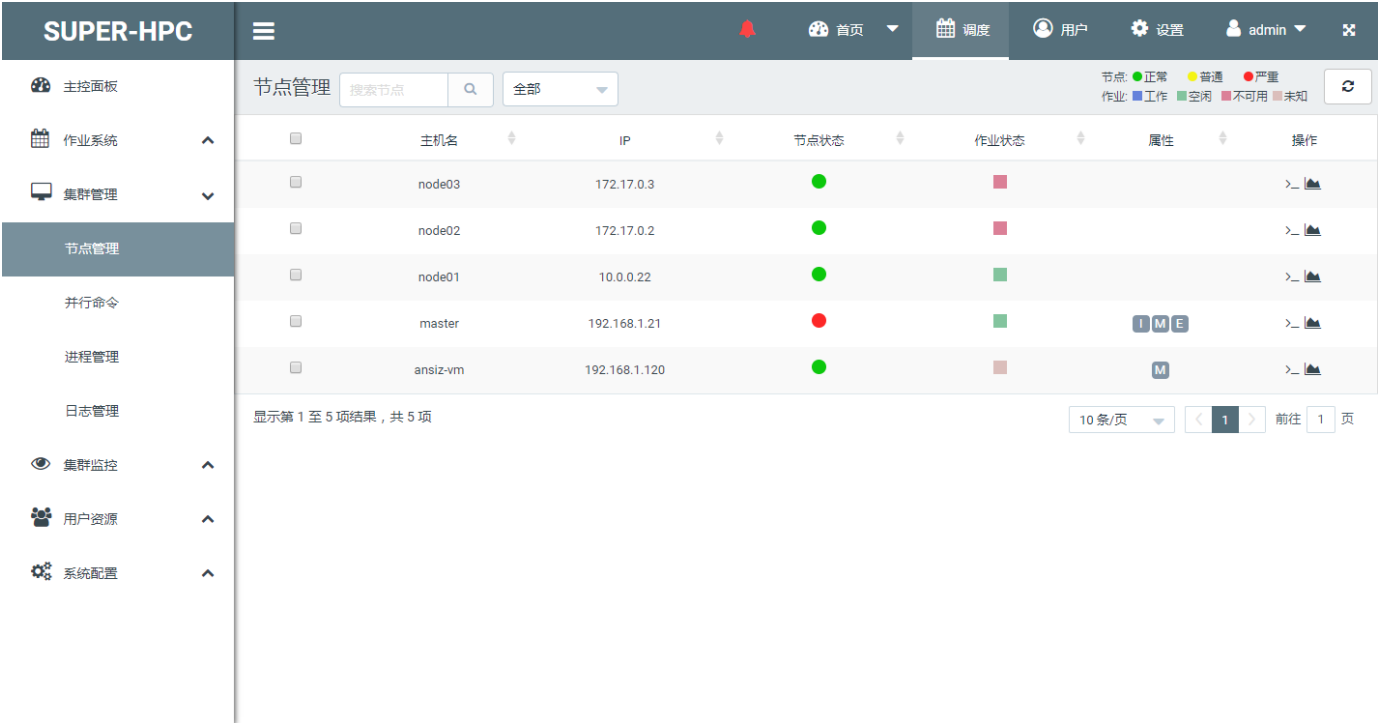 SUPER-HPC
首页 调度 用户 设置 admin
主控面板
作业系统
集群管理
节点管理
并行命令
进程管理
日志管理
集群监控
用户资源
系统配置
节点管理 搜索节点 全部
节点: 正常 普通 严重
作业: 工作 空闲 不可用 未知
主机名 IP 节点状态 作业状态 属性 操作
node03 172.17.0.3
node02 172.17.0.2
node01 10.0.0.22
master 192.168.1.21 I M E
ansiz-vm 192.168.1.120 M
显示第 1 至 5 项结果，共 5 项 10 条/页 1 前往 1 页